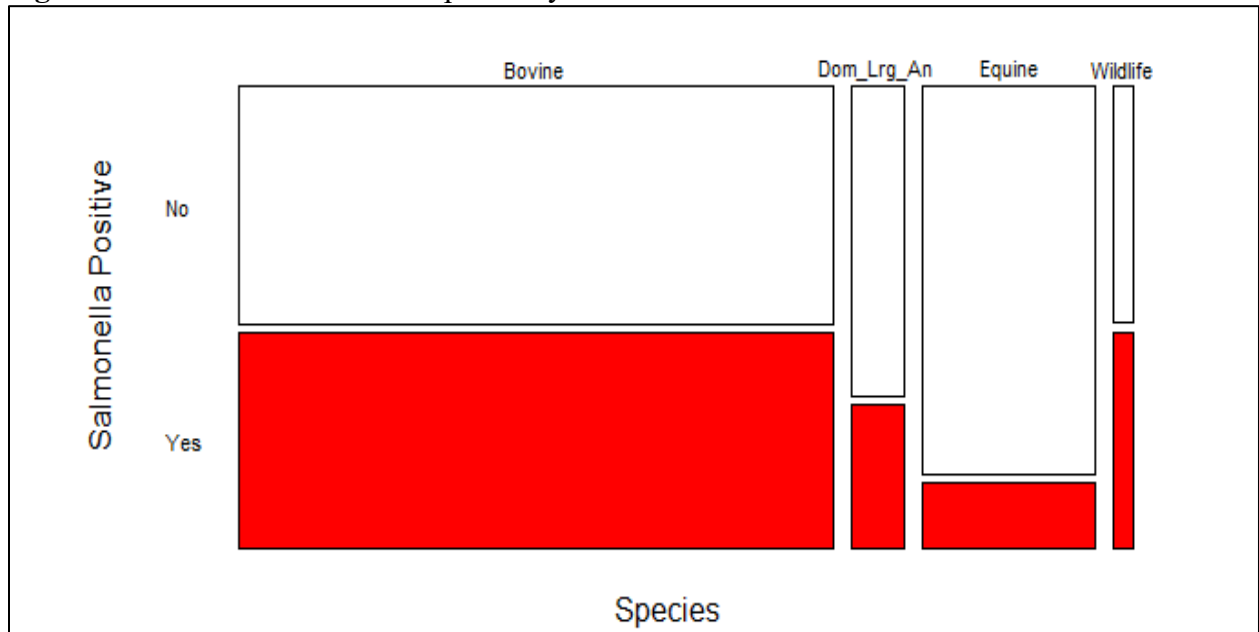 Bovine
Dom_Lrg_An
Equine
Wildlife
Salmonella Positive
No
Yes
Species